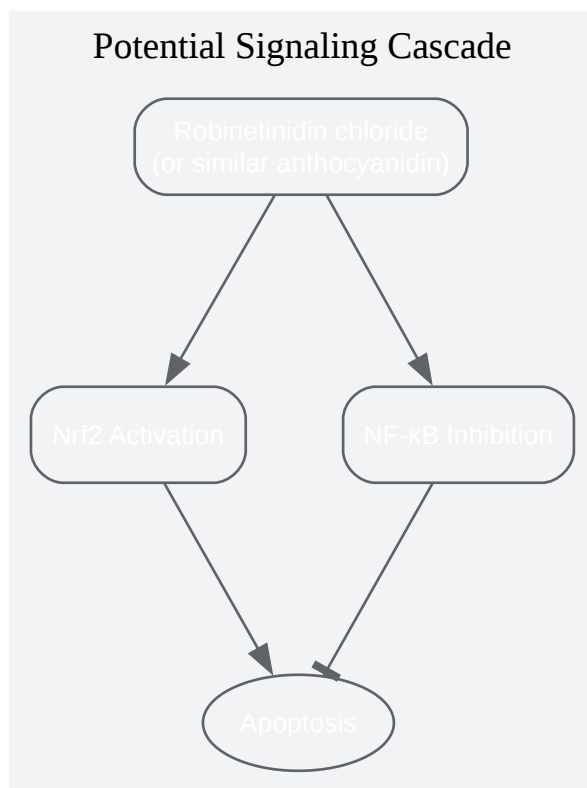 Potential Signaling Cascade
Robinetinidin chloride
(or similar anthocyanidin)
Nrf2 Activation
NF-κB Inhibition
Apoptosis